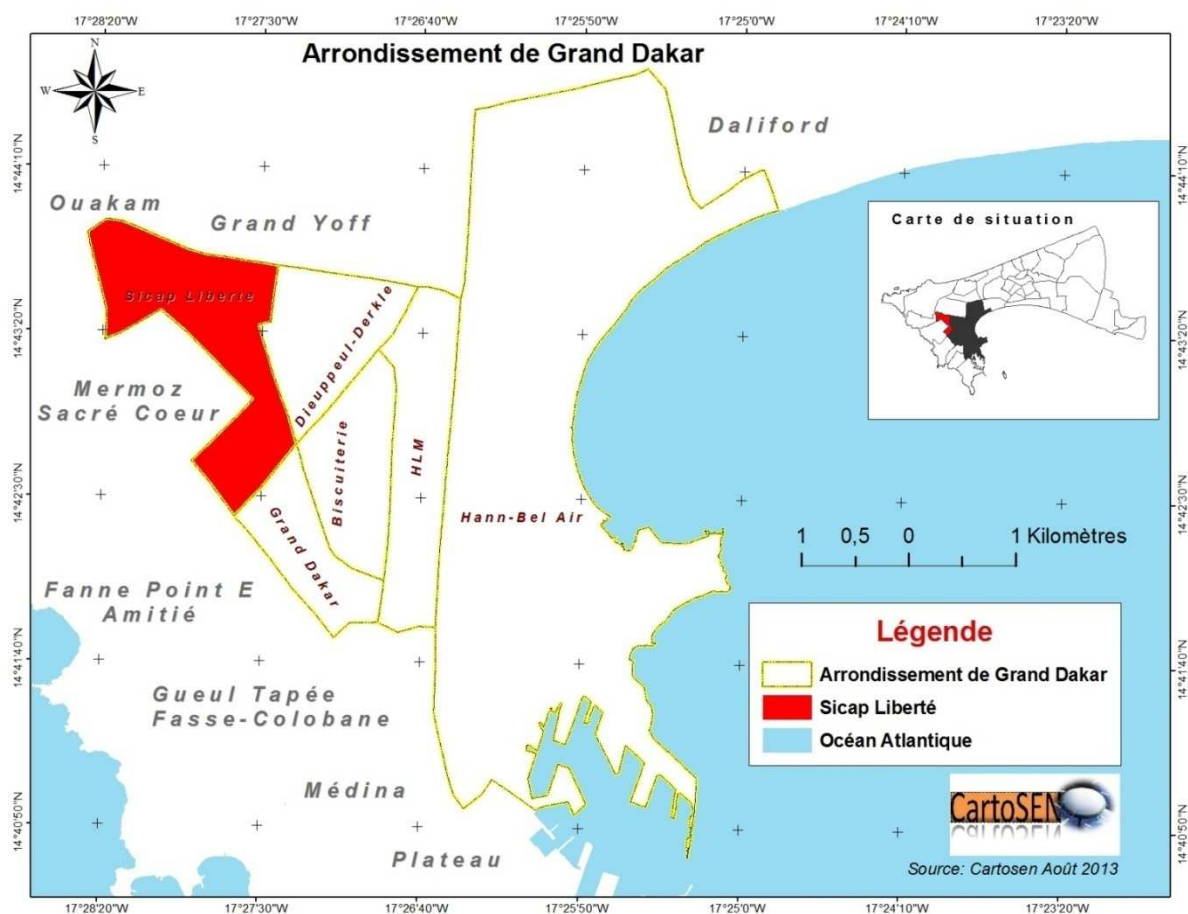 17°28'20"W 17°27'30"W 17°26'40"W 17°25'50"W 17°25'0"W 17°24'10"W 17°23'20"W
Arrondissement de Grand Dakar
N
W E
S
Daliford
14°44'10"N
14°44'10"N
Ouakam
Grand Yoff
Carte de situation
Sicap Liberte
14°43'20"N
14°43'20"N
Dieuppeul-Derkle
Mermoz
Sacré Coeur
Biscuiterie
HLM
14°42'30"N
14°42'30"N
Grand Dakar
Hann-Bel Air
1 0,5 0 1 Kilomètres
Fanne Point E
Amitié
Légende
Arrondissement de Grand Dakar
Sicap Liberté
Océan Atlantique
14°41'40"N
14°41'40"N
Gueul Tapée
Fasse-Colobane
Médina
CartoSEN
14°40'50"N
14°40'50"N
Plateau
Source: Cartosen Août 2013
17°28'20"W 17°27'30"W 17°26'40"W 17°25'50"W 17°25'0"W 17°24'10"W 17°23'20"W